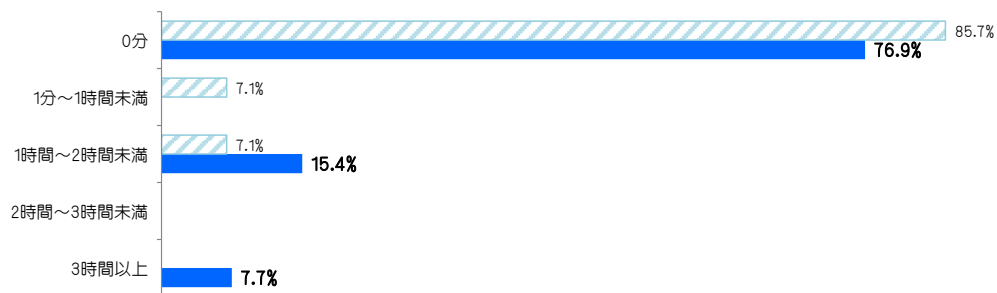 0分
85.7%
76.9%
1分～1時間未満
7.1%
1時間～2時間未満
7.1%
15.4%
2時間～3時間未満
3時間以上
7.7%